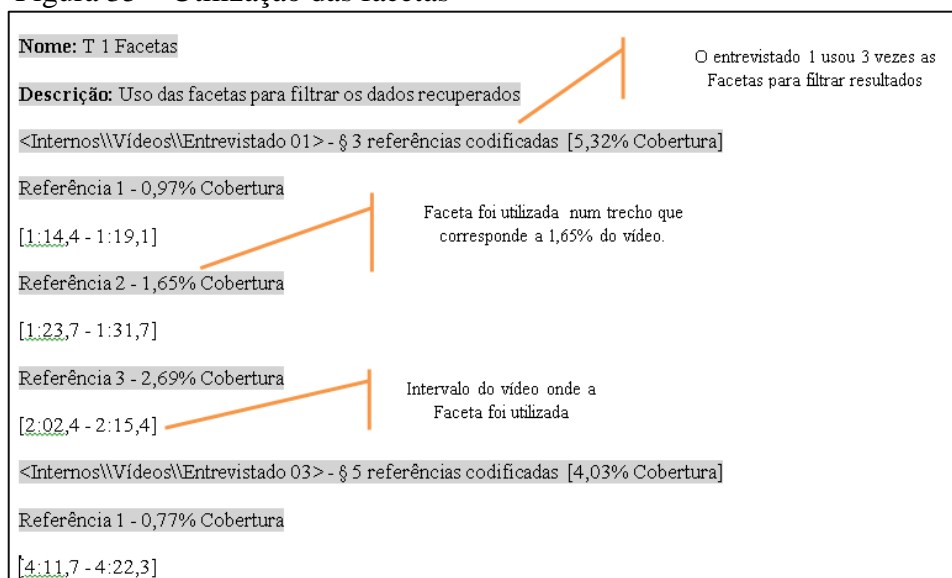 Figura 33 – Utilização das facetas
Nome: T 1 Facetas
O entrevistado 1 usou 3 vezes as
Facetas para filtrar resultados
Descrição: Uso das facetas para filtrar os dados recuperados
<Internos\\Vídeos\\Entrevistado 01> - § 3 referências codificadas [5,32% Cobertura]
Referência 1 - 0,97% Cobertura
[1:14,4 - 1:19,1]
Faceta foi utilizada num trecho que
corresponde a 1,65% do vídeo.
Referência 2 - 1,65% Cobertura
[1:23,7 - 1:31,7]
Referência 3 - 2,69% Cobertura
[2:02,4 - 2:15,4]
Intervalo do vídeo onde a
Faceta foi utilizada
<Internos\\Vídeos\\Entrevistado 03> - § 5 referências codificadas [4,03% Cobertura]
Referência 1 - 0,77% Cobertura
[4:11,7 - 4:22,3]